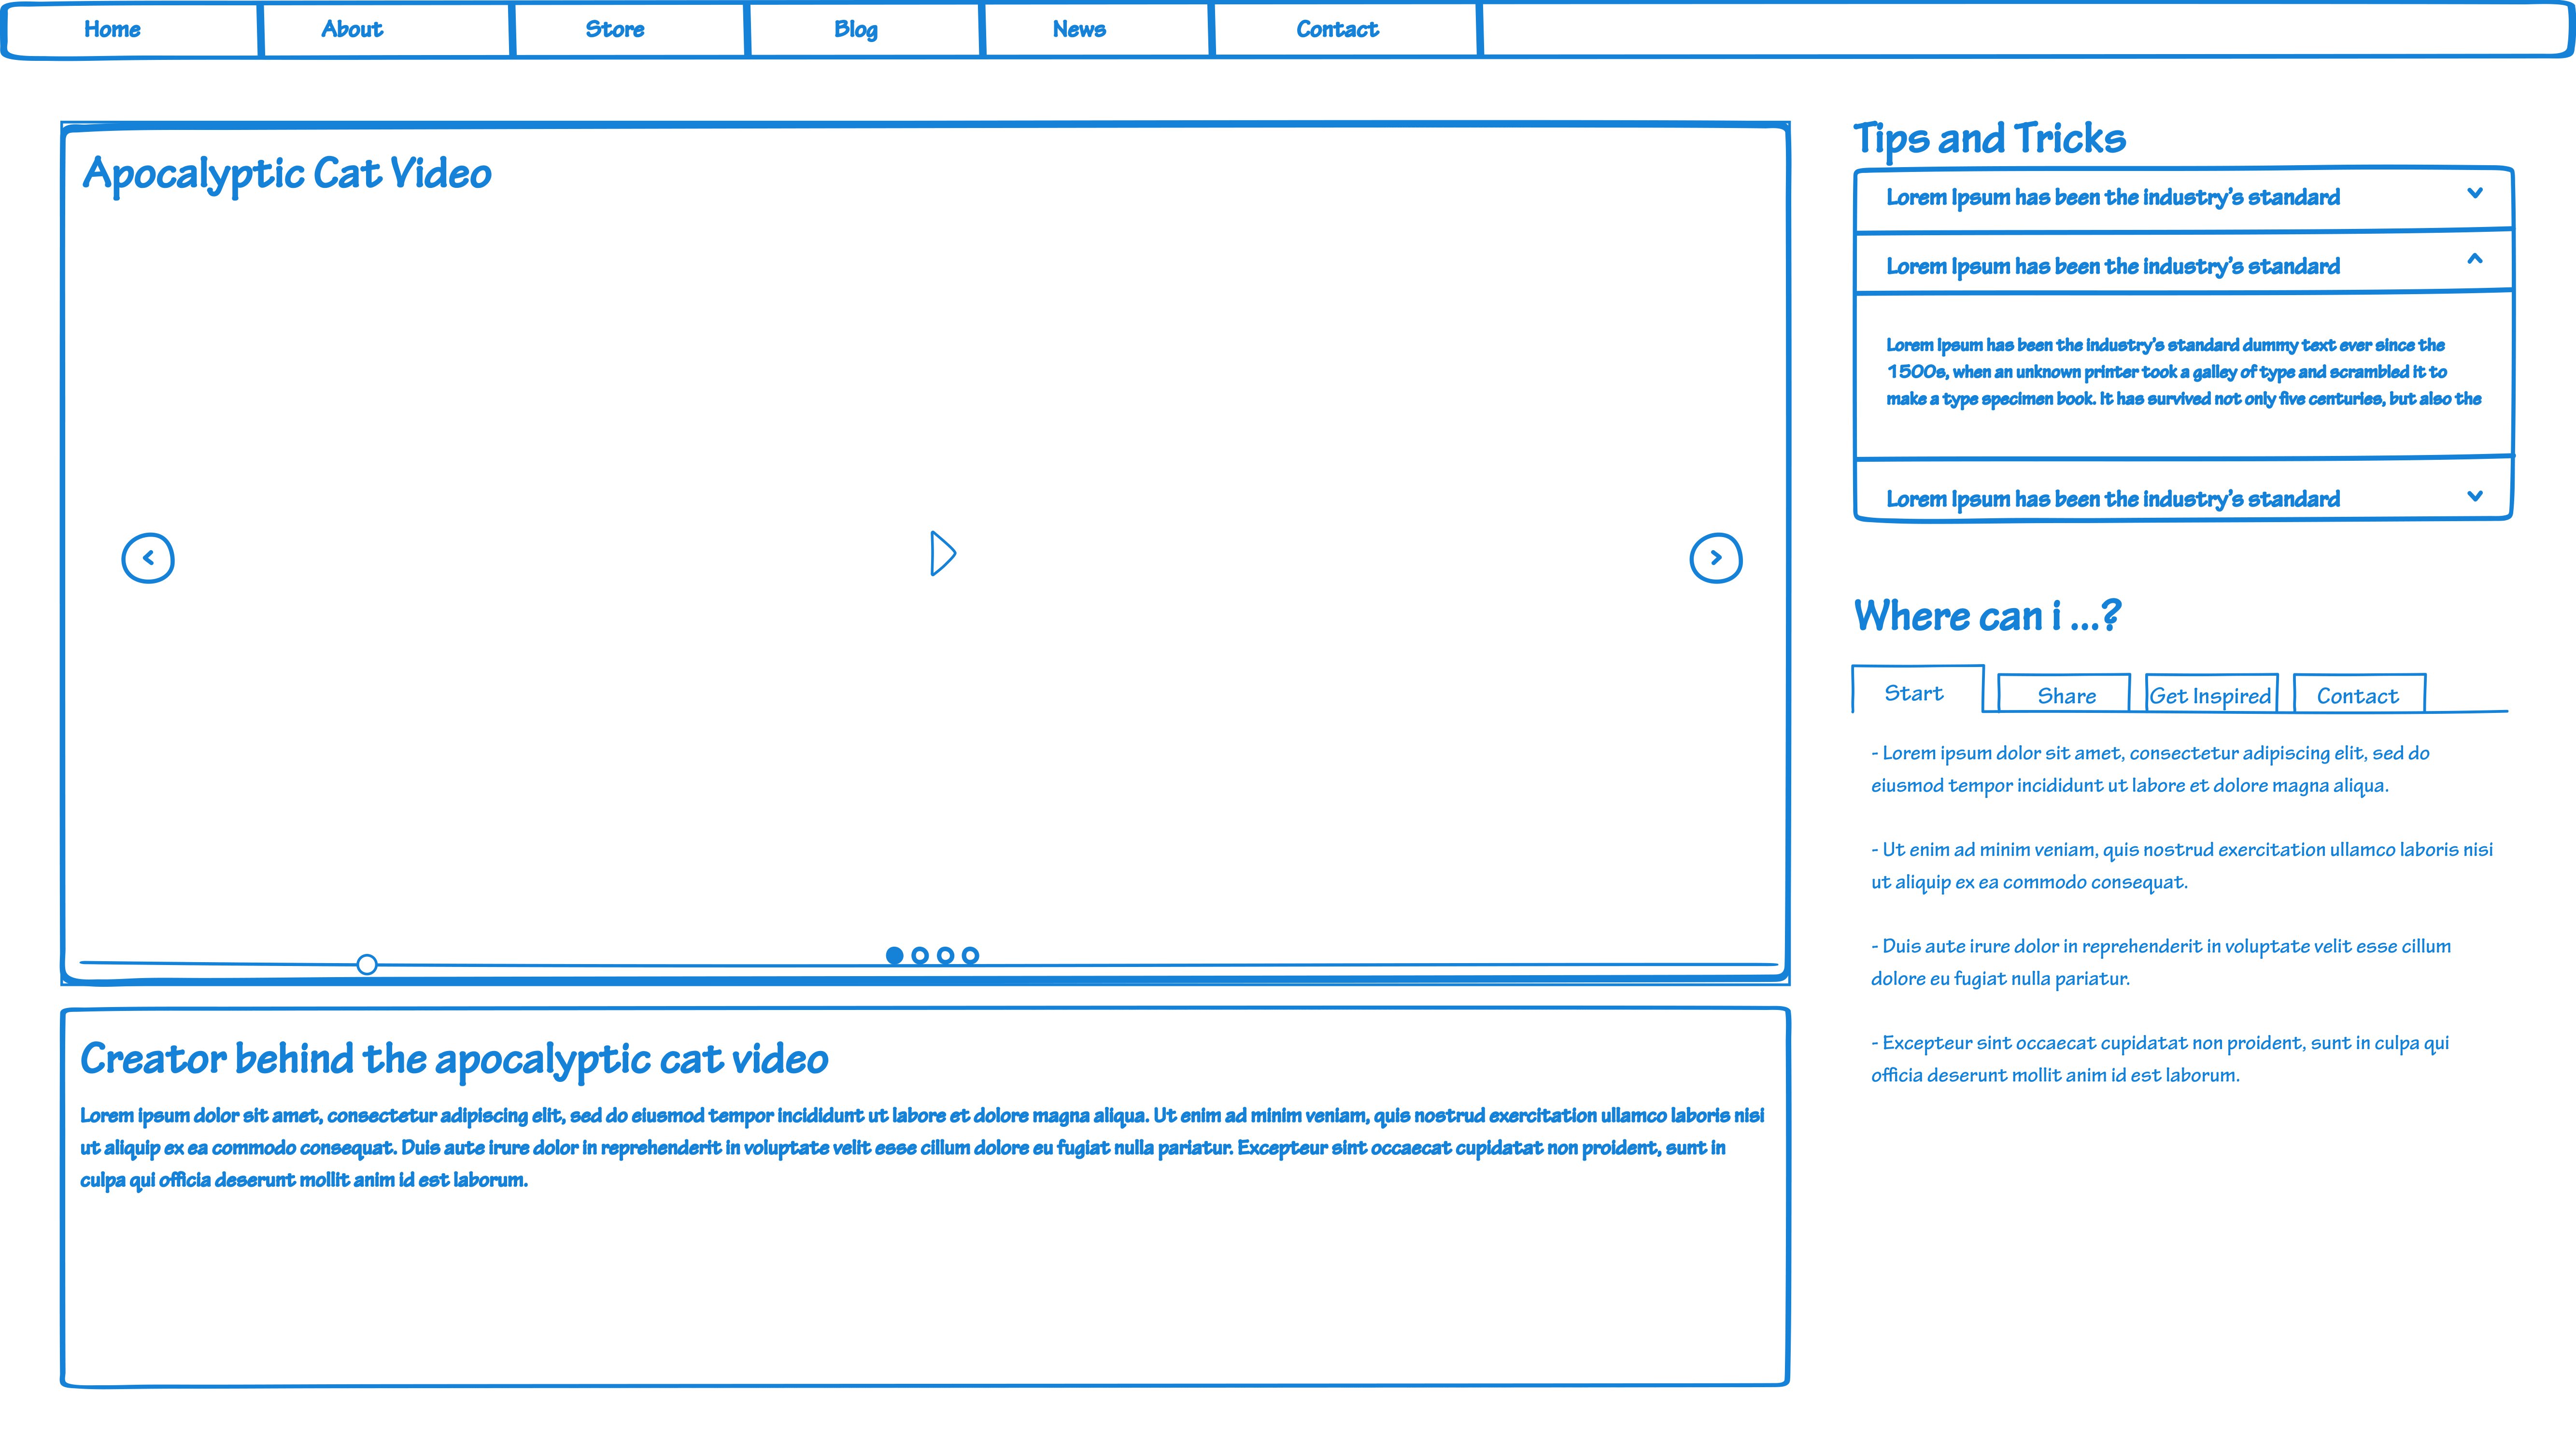 Home About Store Blog News Contact
Apocalyptic Cat Video
Creator behind the apocalyptic cat video
Lorem ipsum dolor sit amet, consectetur adipiscing elit, sed do eiusmod tempor incididunt ut labore et dolore magna aliqua. Ut enim ad minim veniam, quis nostrud exercitation ullamco laboris nisi
ut aliquip ex ea commodo consequat. Duis aute irure dolor in reprehenderit in voluptate velit esse cillum dolore eu fugiat nulla pariatur. Excepteur sint occaecat cupidatat non proident, sunt in
culpa qui officia deserunt mollit anim id est laborum.
Tips and Tricks
Lorem Ipsum has been the industry's standard
Lorem Ipsum has been the industry's standard
Lorem Ipsum has been the industry's standard dummy text ever since the
1500s, when an unknown printer took a galley of type and scrambled it to
make a type specimen book. It has survived not only five centuries, but also the
Lorem Ipsum has been the industry's standard
Where can i ...?
Start Share Get Inspired Contact
- Lorem ipsum dolor sit amet, consectetur adipiscing elit, sed do
eiusmod tempor incididunt ut labore et dolore magna aliqua.
- Ut enim ad minim veniam, quis nostrud exercitation ullamco laboris nisi
ut aliquip ex ea commodo consequat.
- Duis aute irure dolor in reprehenderit in voluptate velit esse cillum
dolore eu fugiat nulla pariatur.
- Excepteur sint occaecat cupidatat non proident, sunt in culpa qui
officia deserunt mollit anim id est laborum.